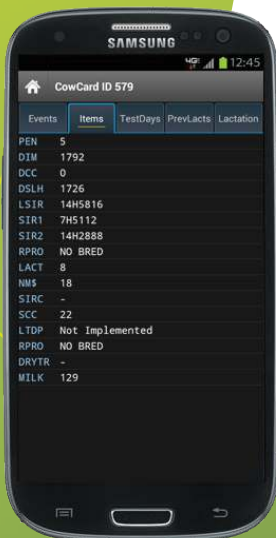 SAMSUNG
4G 12:45
CowCard ID 579
Events Items TestDays PrevLacts Lactation
PEN 5
DIM 1792
DCC 0
DSLH 1726
LSIR 14H5816
SIR1 7H5112
SIR2 14H2888
RPRO NO BRED
LACT 8
NM$ 18
SIRC -
SCC 22
LTDP Not Implemented
RPRO NO BRED
DRYTR -
MILK 129